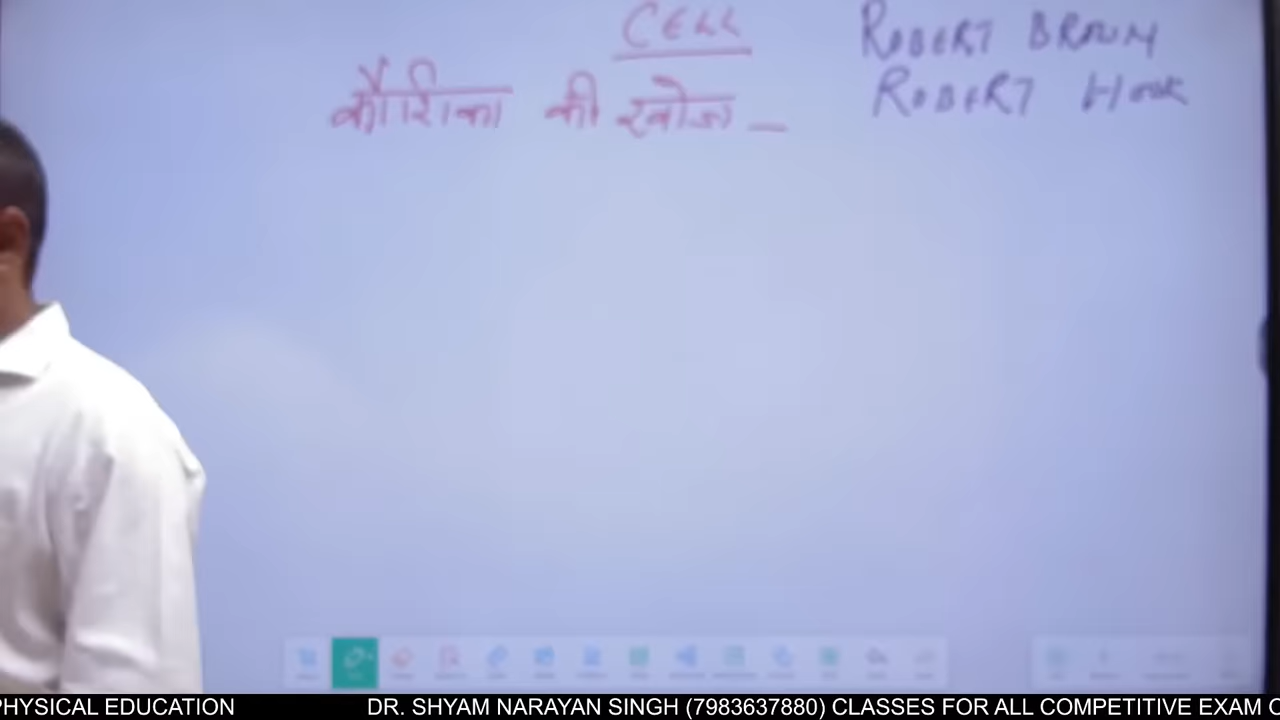 CELL
कौशिका की खोज —
ROBERT BROWN
ROBERT HOOK
PHYSICAL EDUCATION DR. SHYAM NARAYAN SINGH (7983637880) CLASSES FOR ALL COMPETITIVE EXAM